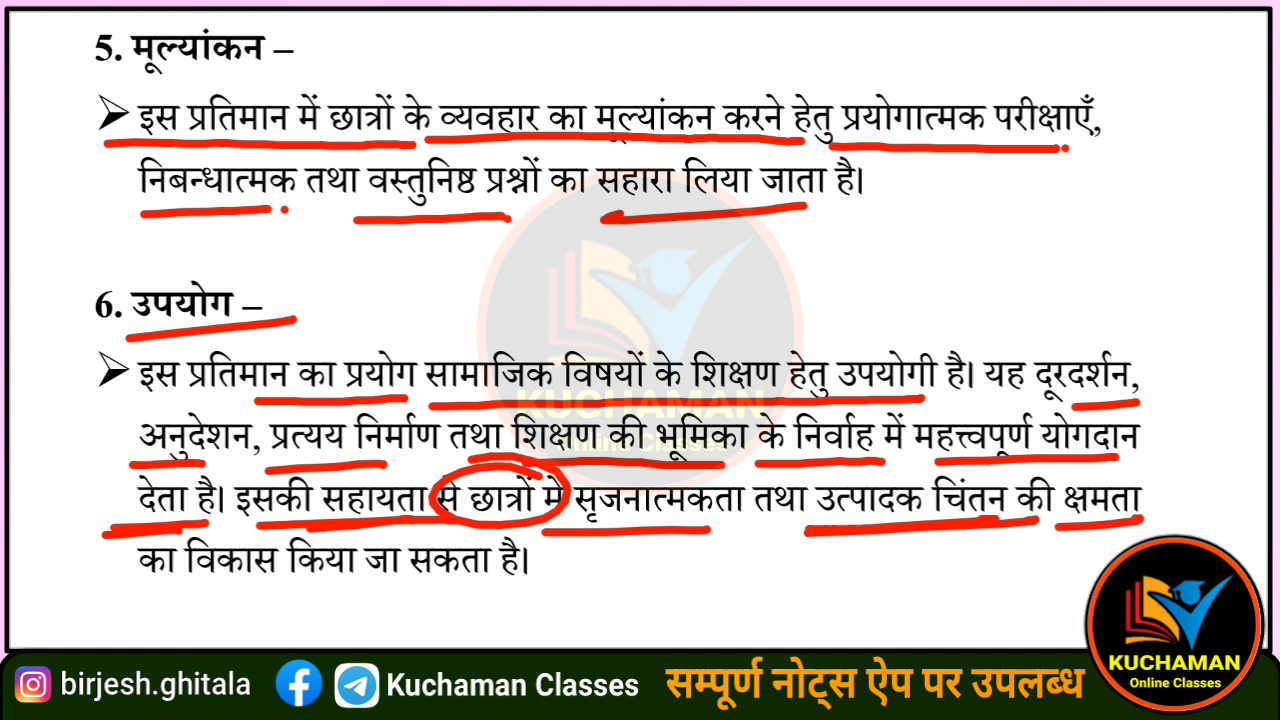 5. मूल्यांकन –
➢ इस प्रतिमान में छात्रों के व्यवहार का मूल्यांकन करने हेतु प्रयोगात्मक परीक्षाएँ,
निबन्धात्मक तथा वस्तुनिष्ठ प्रश्नों का सहारा लिया जाता है।
6. उपयोग –
➢ इस प्रतिमान का प्रयोग सामाजिक विषयों के शिक्षण हेतु उपयोगी है। यह दूरदर्शन,
अनुदेशन, प्रत्यय निर्माण तथा शिक्षण की भूमिका के निर्वाह में महत्त्वपूर्ण योगदान
देता है। इसकी सहायता से छात्रों में सृजनात्मकता तथा उत्पादक चिंतन की क्षमता
का विकास किया जा सकता है।
KUCHAMAN
Online Classes
KUCHAMAN
Online Classes
birjesh.ghitala
Kuchaman Classes
सम्पूर्ण नोट्स ऐप पर उपलब्ध